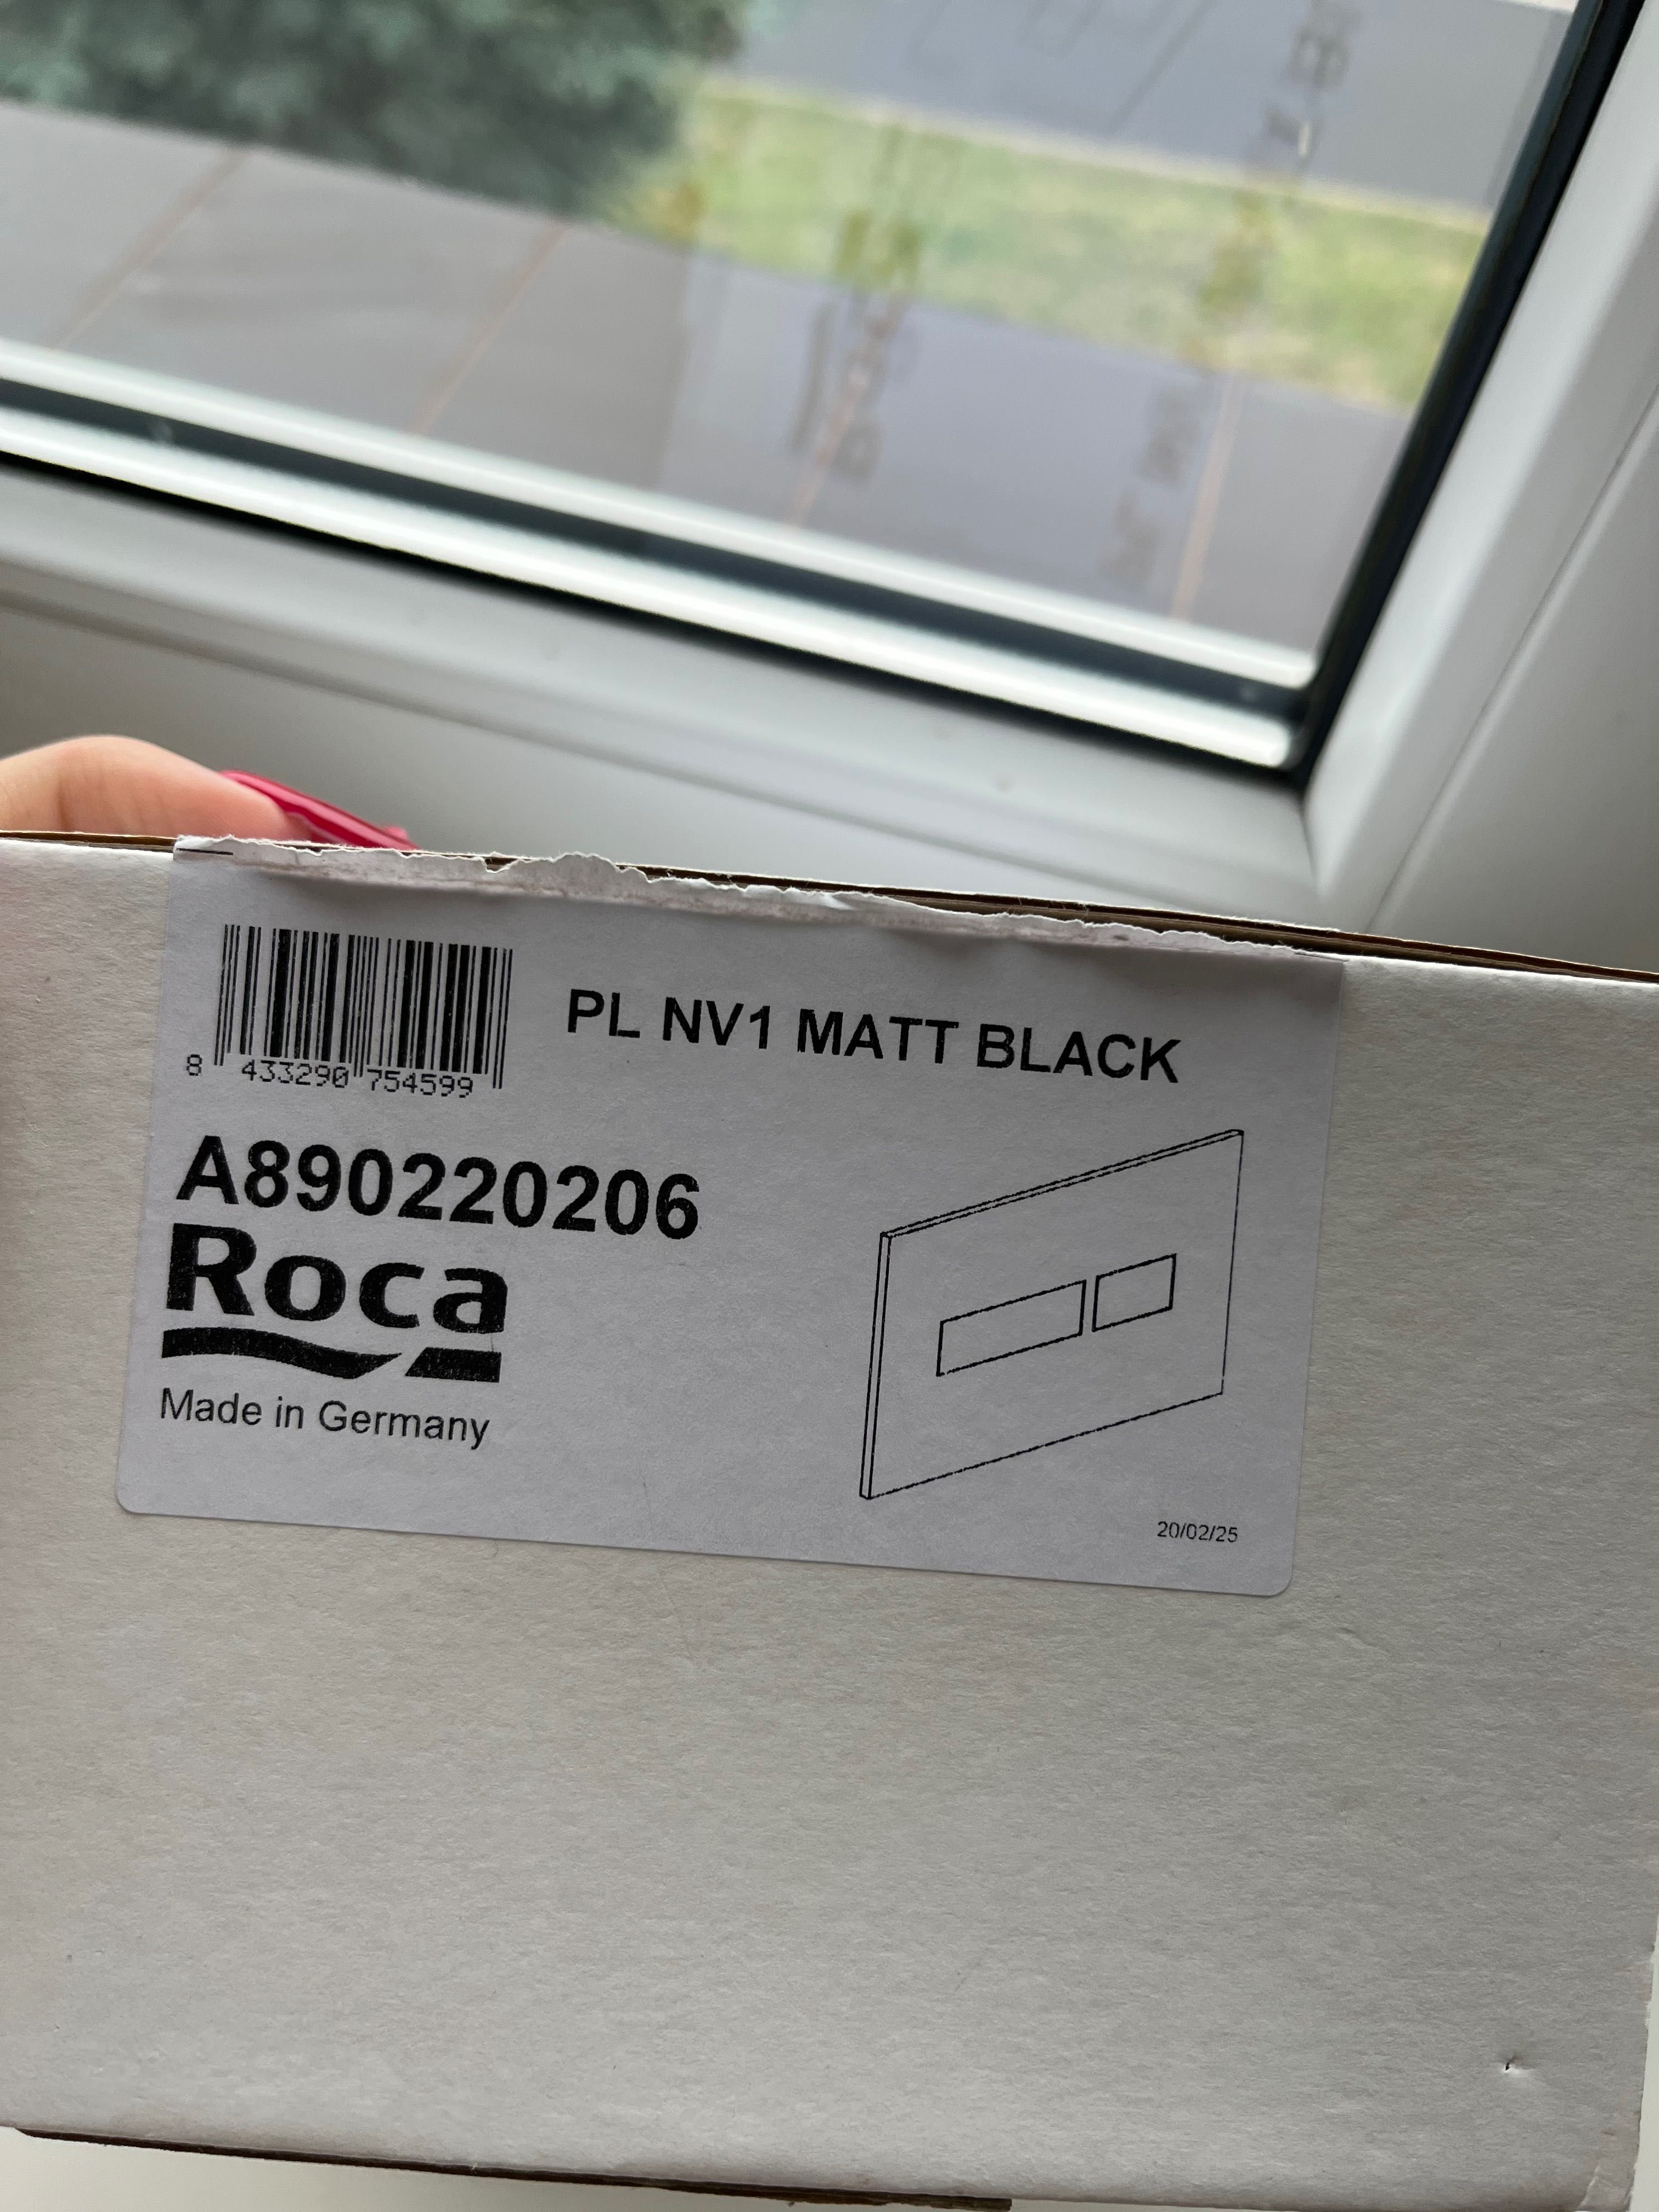 PL NV1 MATT BLACK
8 433290 754599
A890220206
Roca
Made in Germany
20/02/25